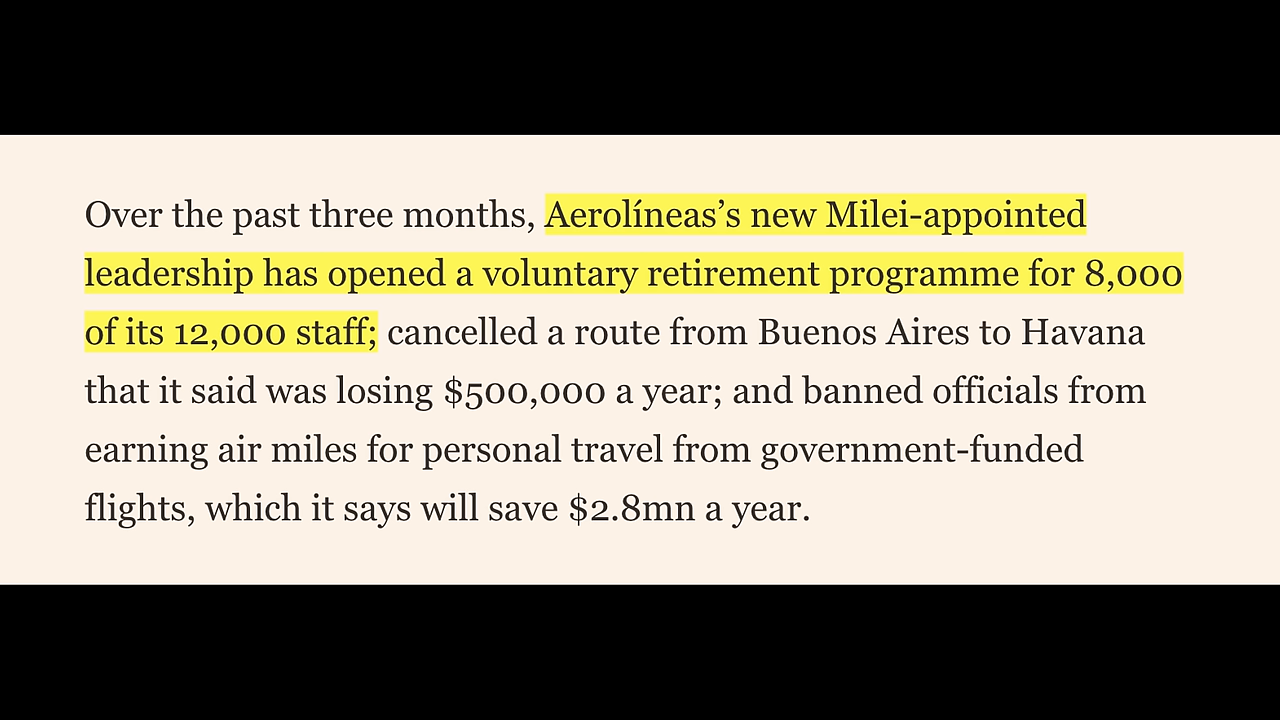 Over the past three months, Aerolíneas’s new Milei-appointed
leadership has opened a voluntary retirement programme for 8,000
of its 12,000 staff; cancelled a route from Buenos Aires to Havana
that it said was losing $500,000 a year; and banned officials from
earning air miles for personal travel from government-funded
flights, which it says will save $2.8mn a year.